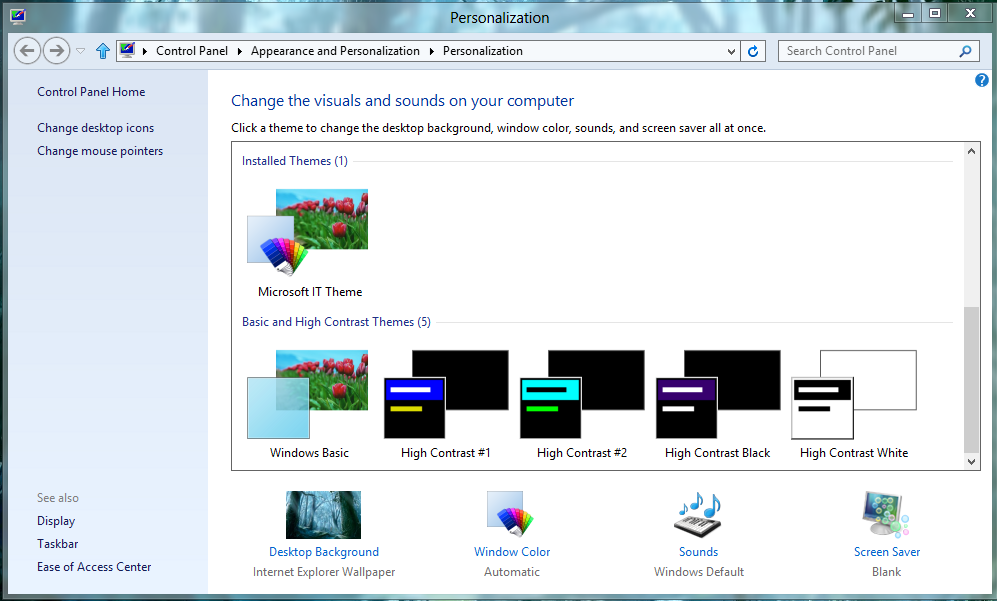 Personalization
Control Panel Appearance and Personalization Personalization
Search Control Panel
Control Panel Home
Change desktop icons
Change mouse pointers
Change the visuals and sounds on your computer
Click a theme to change the desktop background, window color, sounds, and screen saver all at once.
Installed Themes (1)
Microsoft IT Theme
Basic and High Contrast Themes (5)
Windows Basic
High Contrast #1
High Contrast #2
High Contrast Black
High Contrast White
See also
Display
Taskbar
Ease of Access Center
Desktop Background
Internet Explorer Wallpaper
Window Color
Automatic
Sounds
Windows Default
Screen Saver
Blank